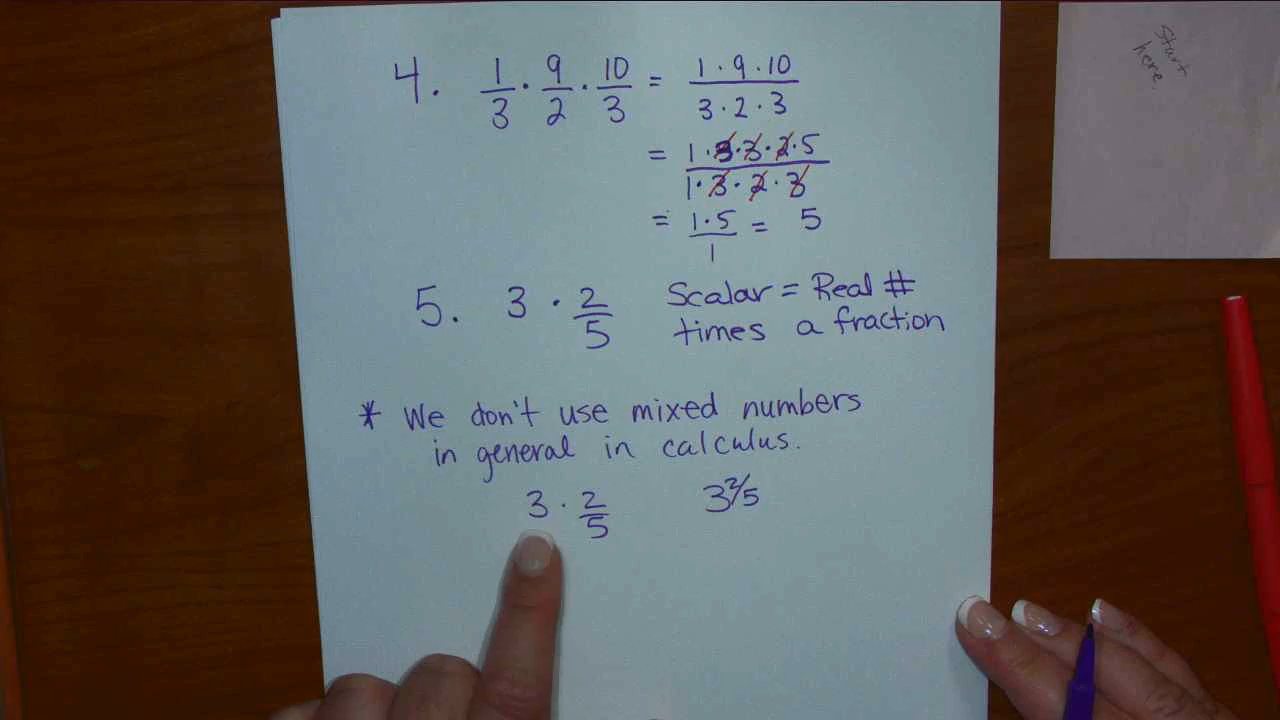 4. 1/3 · 9/2 · 10/3 = 1 · 9 · 10 / 3 · 2 · 3
= 1 · 3 · 3 · 2 · 5 / 1 · 3 · 2 · 3
= 1 · 5 / 1 = 5
5. 3 · 2/5 Scalar = Real #
times a fraction
* We don't use mixed numbers
in general in calculus.
3 · 2/5 3 2/5
Start
here